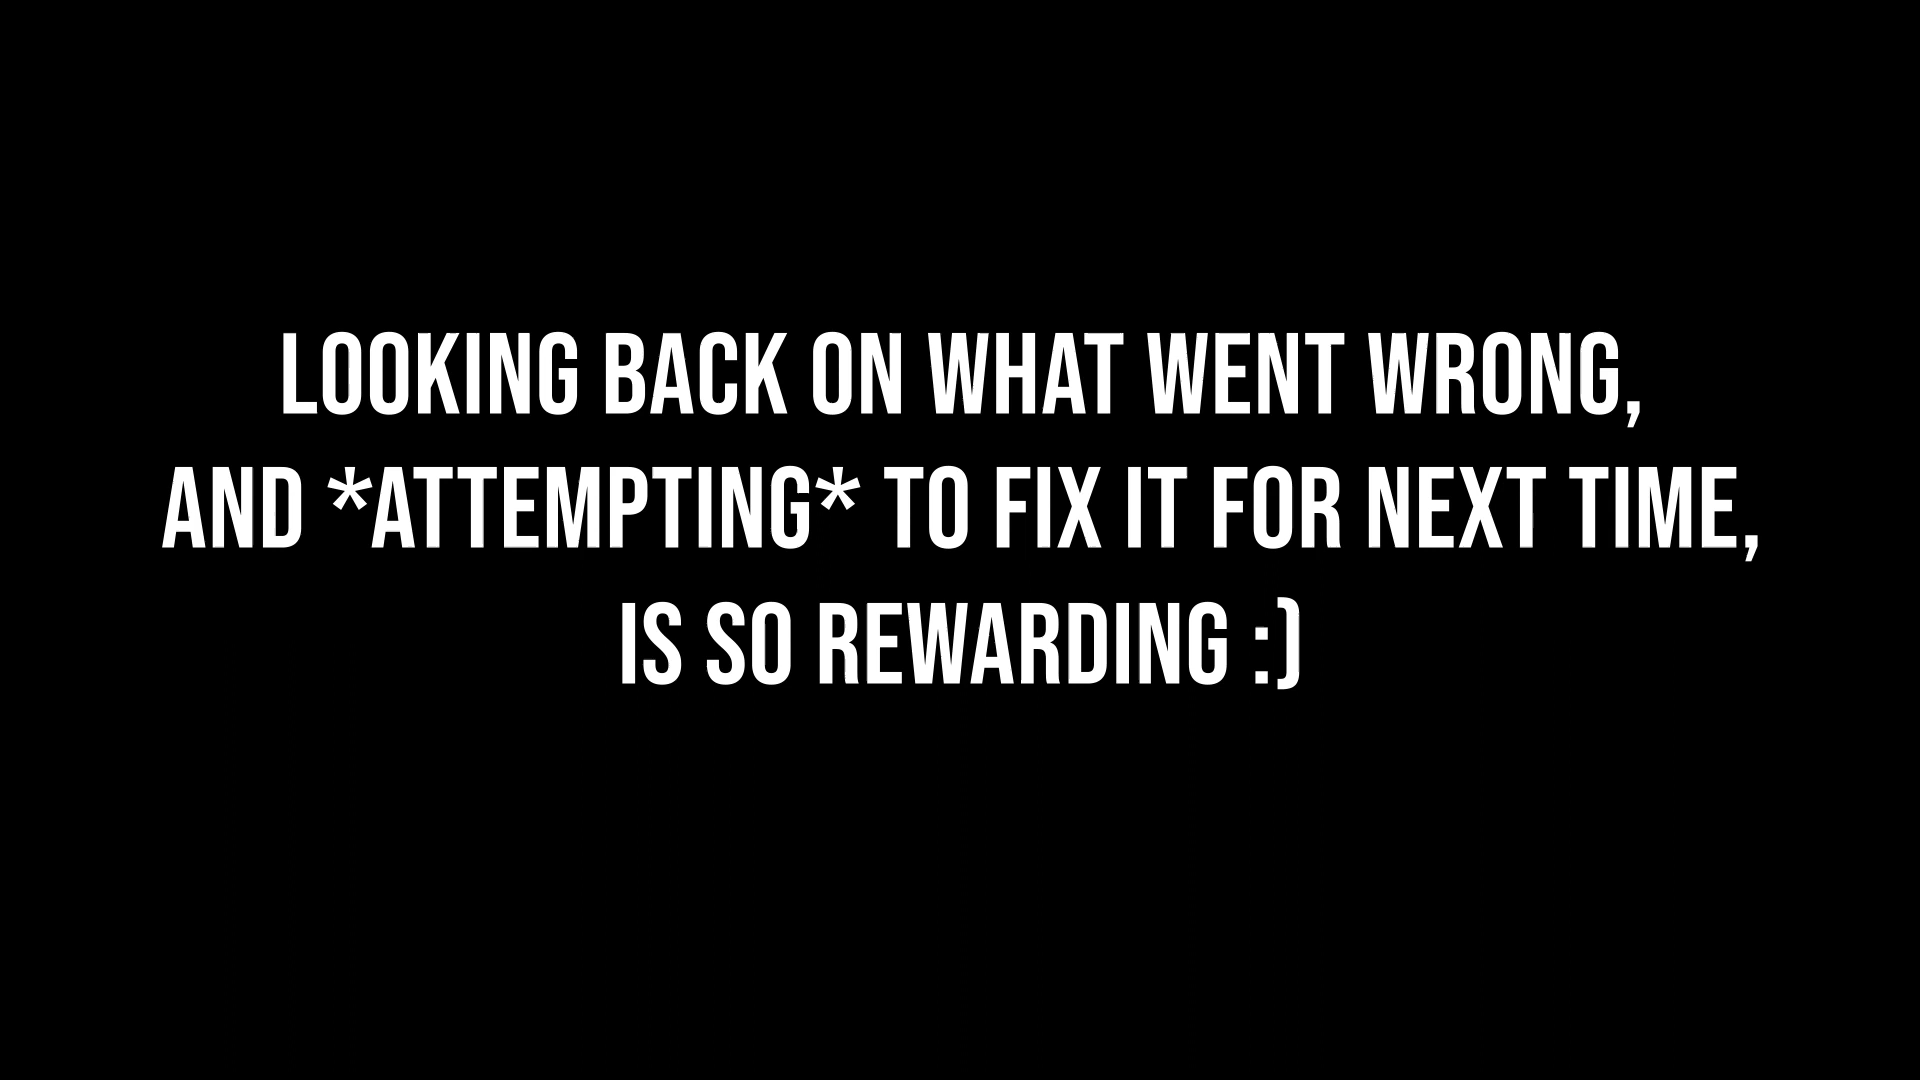 LOOKING BACK ON WHAT WENT WRONG,
AND *ATTEMPTING* TO FIX IT FOR NEXT TIME,
IS SO REWARDING :)